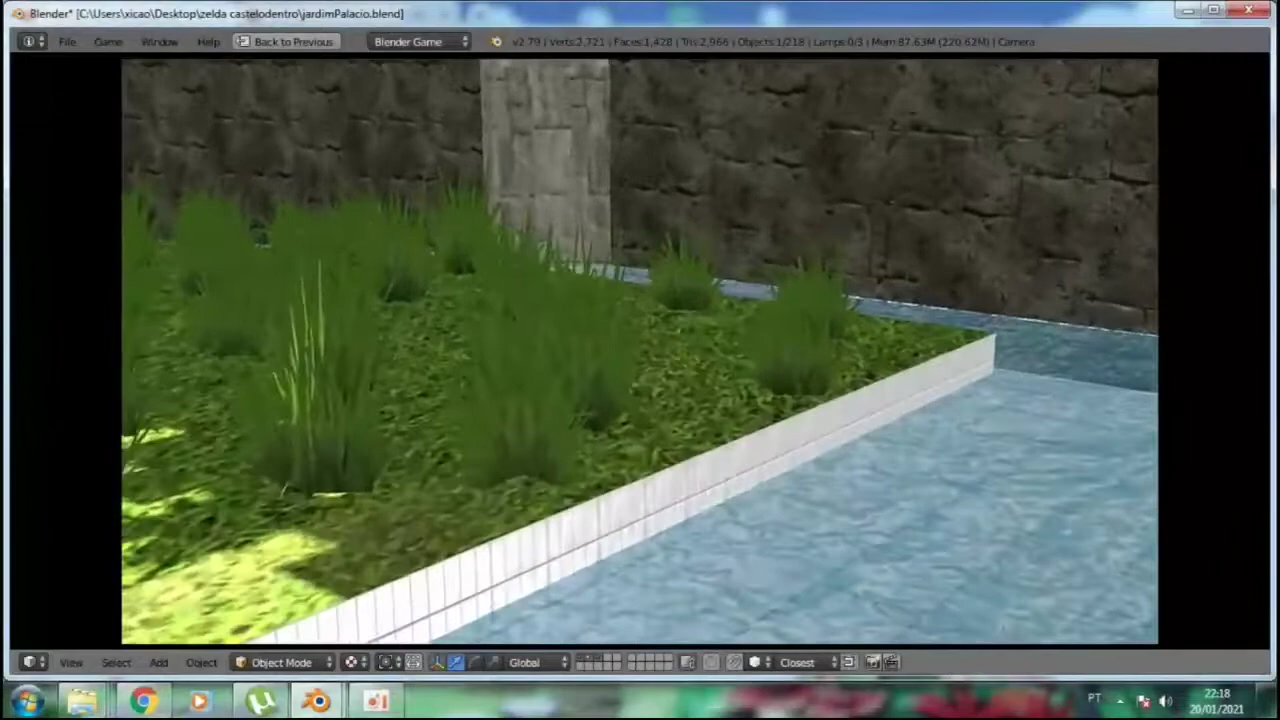 Blender* [C:\Users\xicao\Desktop\zelda castelodentro\jardimPalacio.blend]
File Game Window Help Back to Previous Blender Game v2.79 | Verts:2,721 | Faces:1,428 | Tris:2,966 | Objects:1/218 | Lamps:0/3 | Mem:87.63M (220.62M) | Camera
View Select Add Object Object Mode Global Closest
PT 22:18
20/01/2021